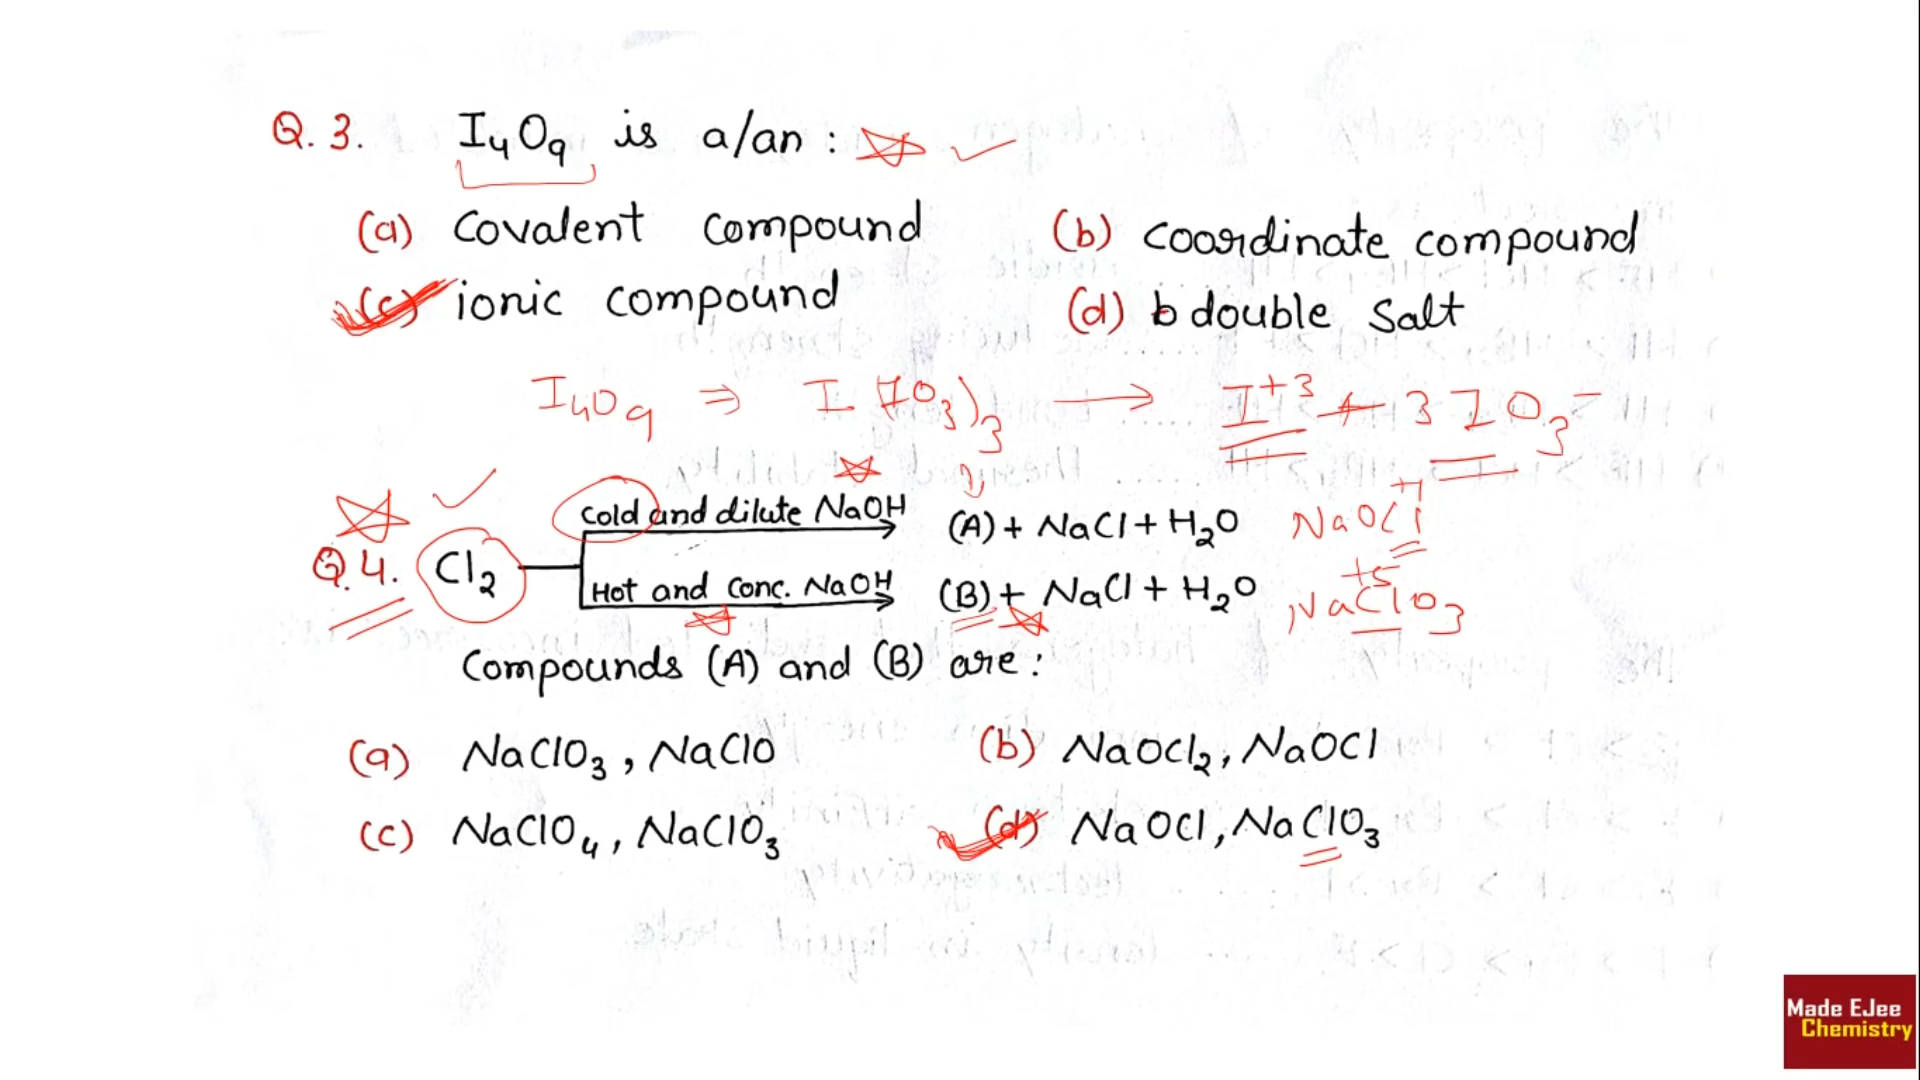 Q. 3. I₄O₉ is a/an :
(a) Covalent compound (b) coordinate compound
(c) ionic compound (d) b double Salt
I₄O₉ ⇒ I(IO₃)₃ → I⁺³ + 3IO₃⁻
Cold and dilute NaOH (A) + NaCl + H₂O NaOCl +1
Q. 4. Cl₂
Hot and Conc. NaOH (B) + NaCl + H₂O NaClO₃ +5
Compounds (A) and (B) are :
(a) NaClO₃, NaClO (b) NaOCl₂, NaOCl
(c) NaClO₄, NaClO₃ (d) NaOCl, NaClO₃
Made EJee
Chemistry